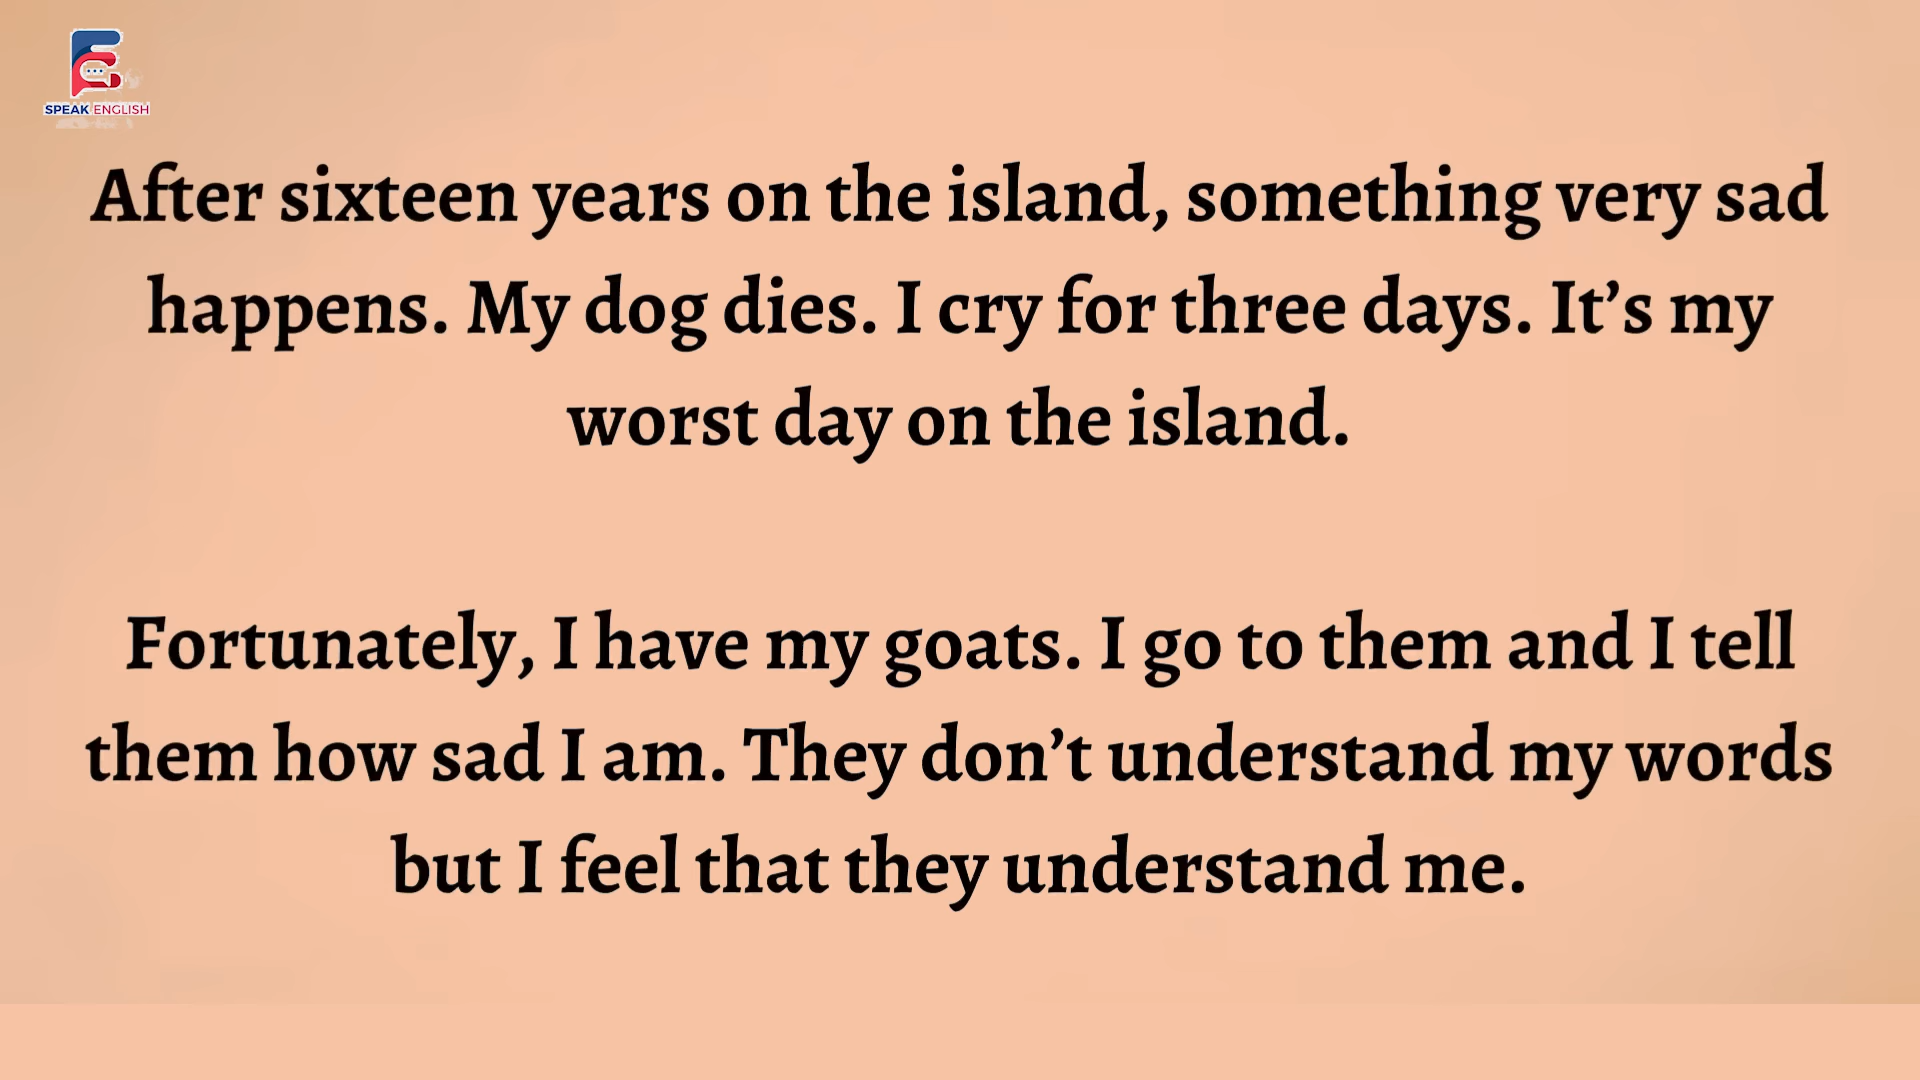 SPEAK ENGLISH
After sixteen years on the island, something very sad
happens. My dog dies. I cry for three days. It’s my
worst day on the island.
Fortunately, I have my goats. I go to them and I tell
them how sad I am. They don’t understand my words
but I feel that they understand me.